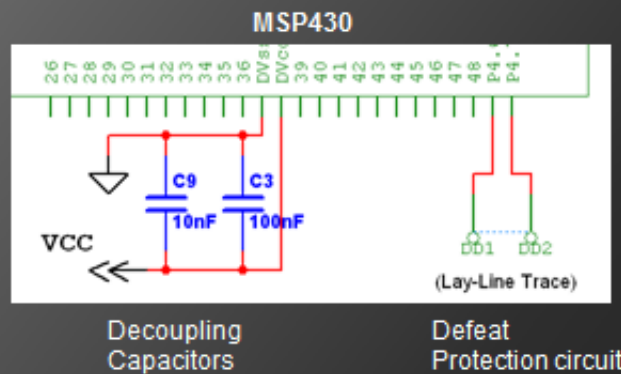 MSP430
26 27 28 29 30 31 32 33 34 35 36 39 40 41 42 43 44 45 46 47 48
C9 C3
10nF 100nF
VCC
DD1 DD2
(Lay-Line Trace)
Decoupling Defeat
Capacitors Protection circuit